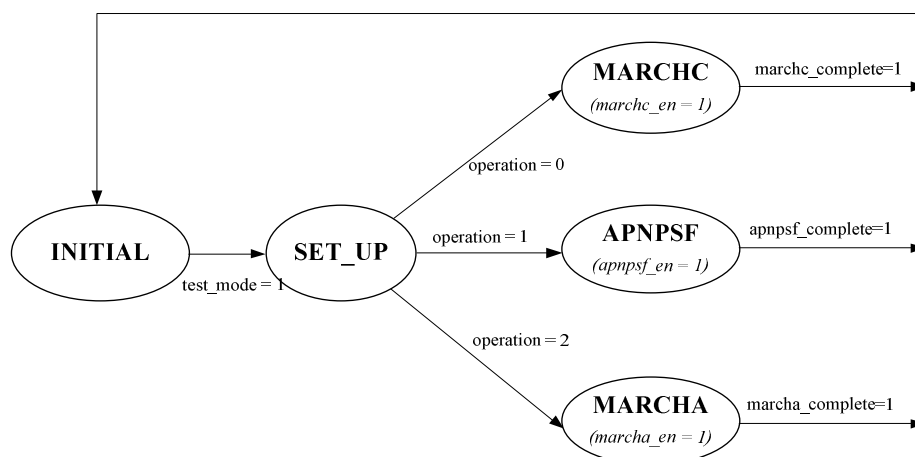 MARCHC
(marchc_en = 1)
marchc_complete=1
operation = 0
INITIAL
test_mode = 1
SET_UP
operation = 1
APNPSF
(apnpsf_en = 1)
apnpsf_complete=1
operation = 2
MARCHA
(marcha_en = 1)
marcha_complete=1